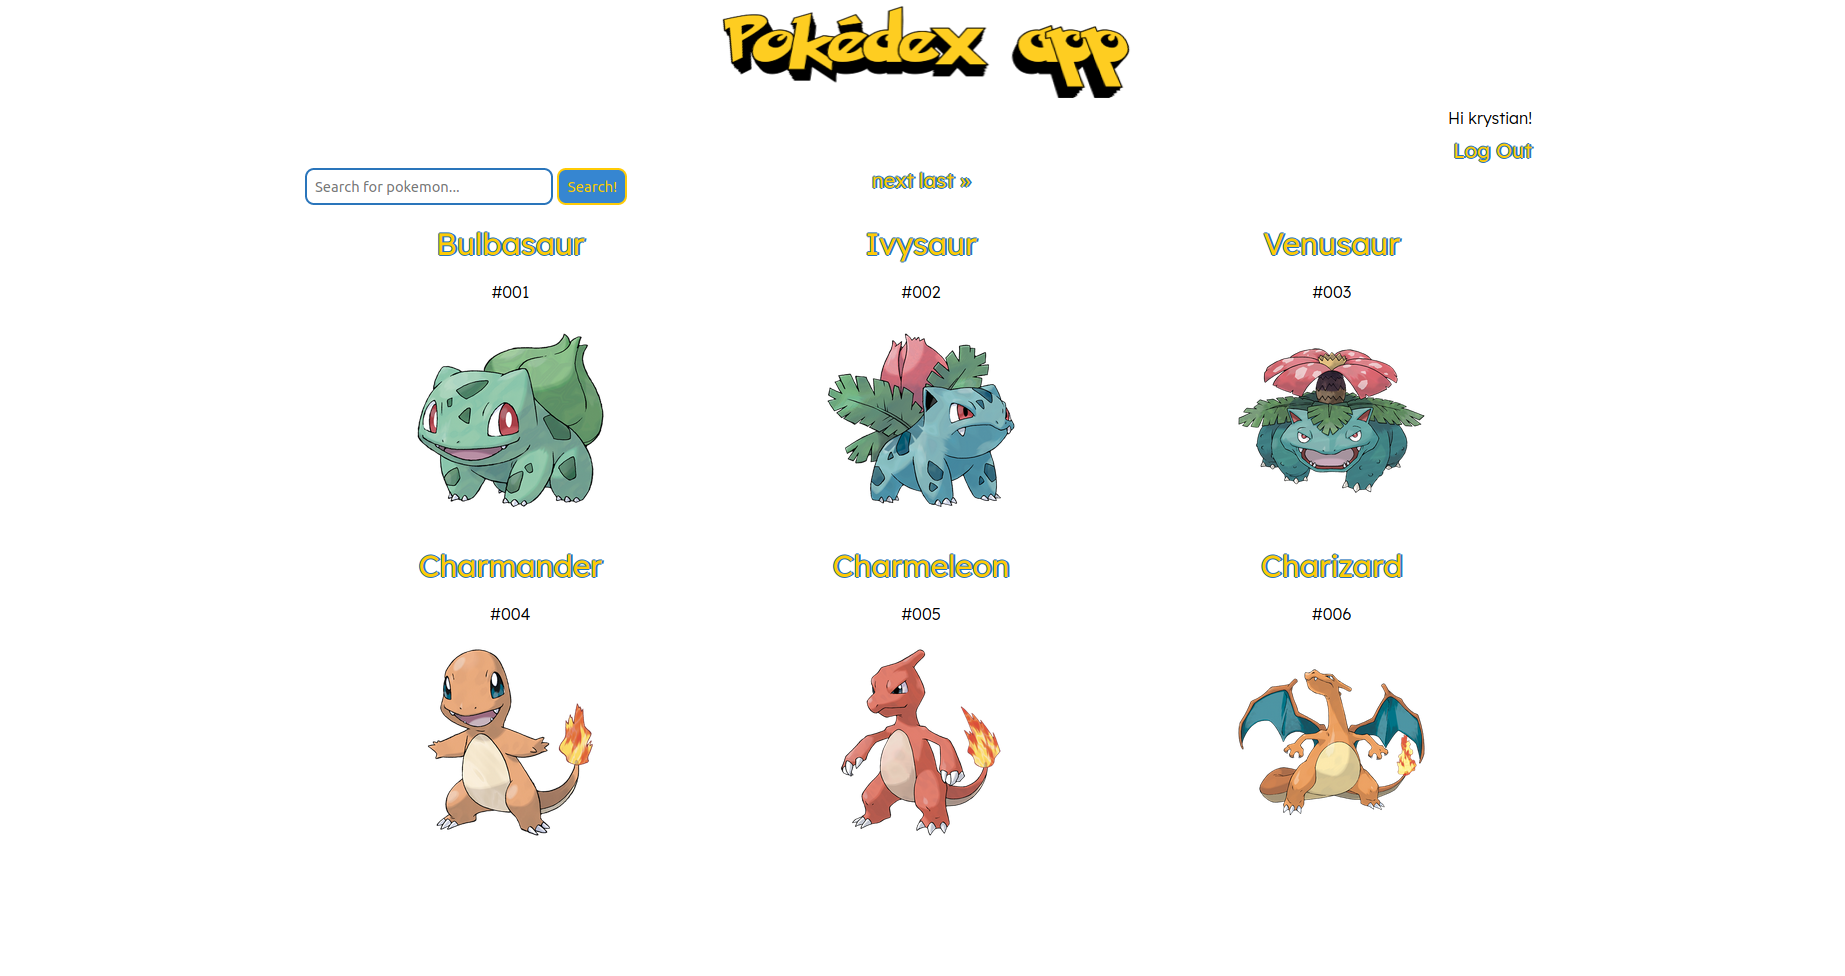 Pokédex app
Hi krystian!
Log Out
Search for pokemon... Search! next last »
Bulbasaur Ivysaur Venusaur
#001 #002 #003
Charmander Charmeleon Charizard
#004 #005 #006